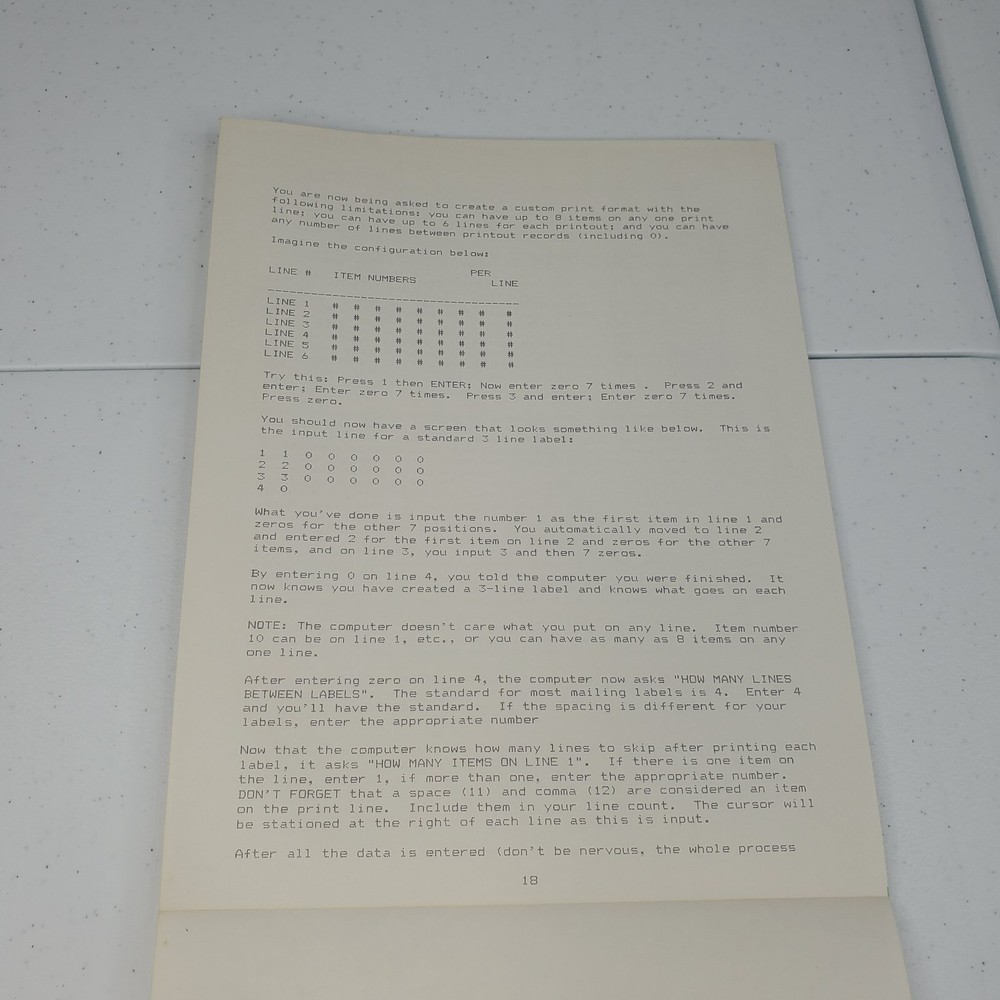 You are now being asked to create a custom print format with the
following limitations: you can have up to 8 items on any one print
line; you can have up to 6 lines for each printout; and you can have
any number of lines between printout records (including 0).
Imagine the configuration below:
LINE # ITEM NUMBERS PER
LINE
--------------------------------------------------
LINE 1 # # # # # # # # #
LINE 2 # # # # # # # # #
LINE 3 # # # # # # # # #
LINE 4 # # # # # # # # #
LINE 5 # # # # # # # # #
LINE 6 # # # # # # # # #
Try this: Press 1 then ENTER; Now enter zero 7 times . Press 2 and
enter; Enter zero 7 times. Press 3 and enter; Enter zero 7 times.
Press zero.
You should now have a screen that looks something like below. This is
the input line for a standard 3 line label:
1 1 0 0 0 0 0 0
2 2 0 0 0 0 0 0
3 3 0 0 0 0 0 0
4 0
What you've done is input the number 1 as the first item in line 1 and
zeros for the other 7 positions. You automatically moved to line 2
and entered 2 for the first item on line 2 and zeros for the other 7
items, and on line 3, you input 3 and then 7 zeros.
By entering 0 on line 4, you told the computer you were finished. It
now knows you have created a 3-line label and knows what goes on each
line.
NOTE: The computer doesn't care what you put on any line. Item number
10 can be on line 1, etc., or you can have as many as 8 items on any
one line.
After entering zero on line 4, the computer now asks "HOW MANY LINES
BETWEEN LABELS". The standard for most mailing labels is 4. Enter 4
and you'll have the standard. If the spacing is different for your
labels, enter the appropriate number
Now that the computer knows how many lines to skip after printing each
label, it asks "HOW MANY ITEMS ON LINE 1". If there is one item on
the line, enter 1, if more than one, enter the appropriate number.
DON'T FORGET that a space (11) and comma (12) are considered an item
on the print line. Include them in your line count. The cursor will
be stationed at the right of each line as this is input.
After all the data is entered (don't be nervous, the whole process
18